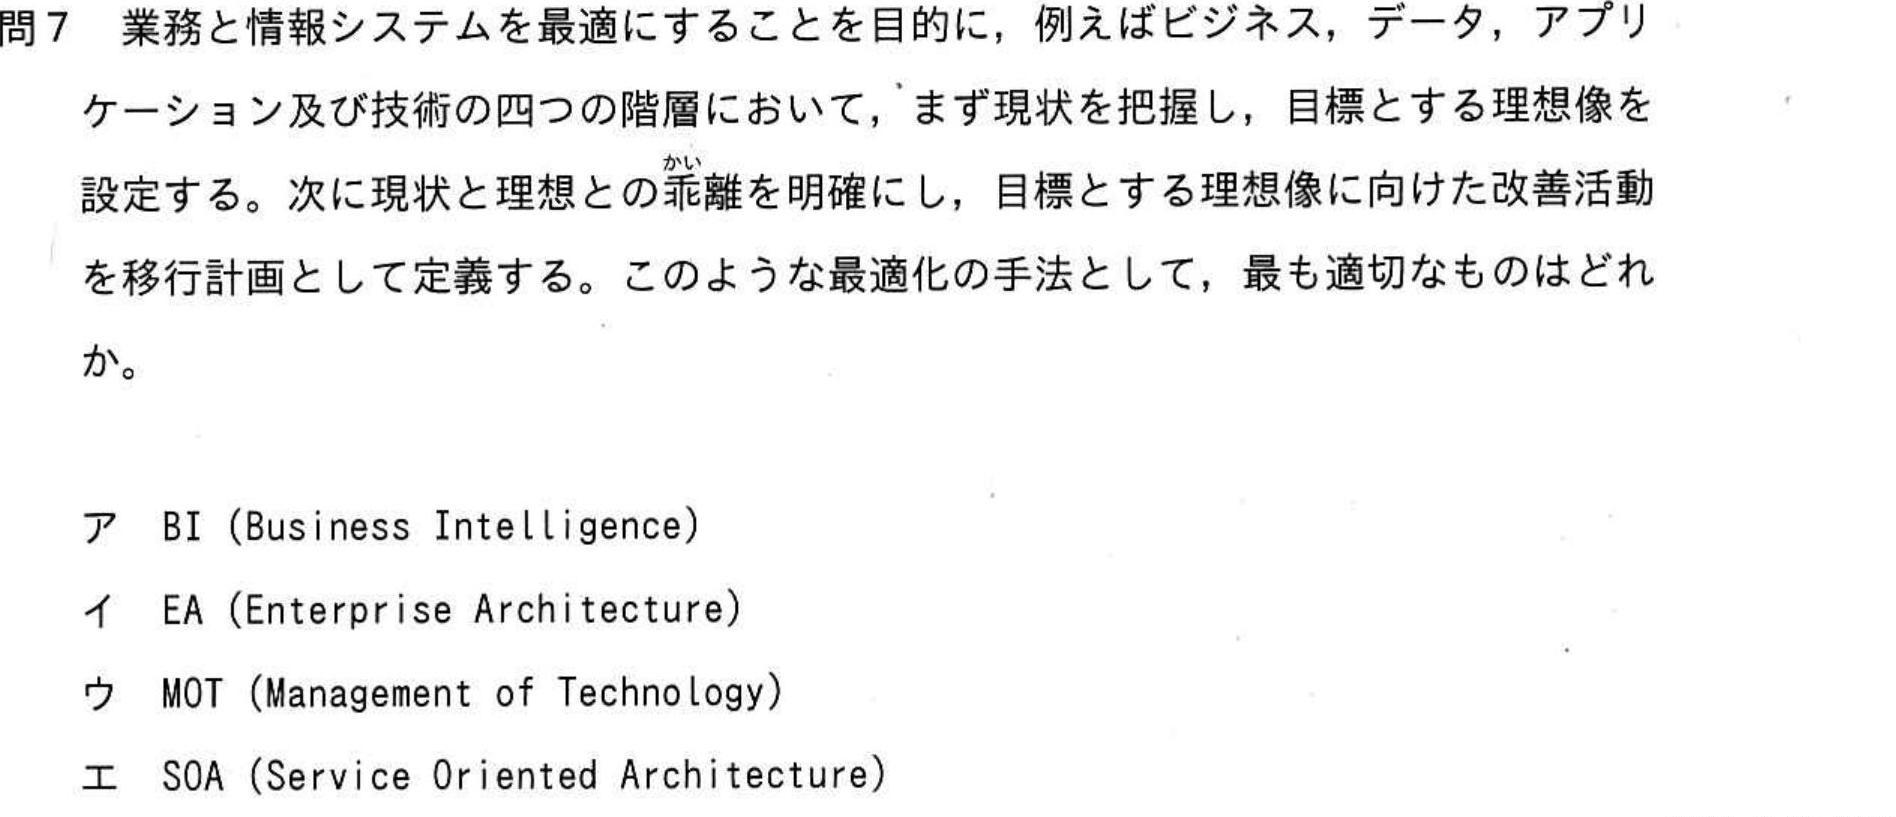 問7　業務と情報システムを最適にすることを目的に，例えばビジネス，データ，アプリ
ケーション及び技術の四つの階層において，まず現状を把握し，目標とする理想像を
かい
設定する。次に現状と理想との乖離を明確にし，目標とする理想像に向けた改善活動
を移行計画として定義する。このような最適化の手法として，最も適切なものはどれ
か。
ア　BI (Business Intelligence)
イ　EA (Enterprise Architecture)
ウ　MOT (Management of Technology)
エ　SOA (Service Oriented Architecture)